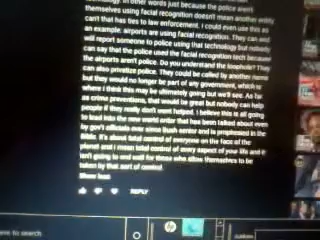 technology. In other words just because the police aren't
themselves using facial recognition doesn't mean another entity
can't that has ties to law enforcement. I could even use this as
an example: airports are using facial recognition. They can and
will report someone to police using that technology but nobody
can say that the police used the facial recognition tech because
the airports aren't police. Do you understand the loophole? They
can also privatize police. They could be called by another name
but they would no longer be part of any government, which is
where I think this may be ultimately going but we'll see. As far
as crime preventions, that would be great but nobody can help
people if they really don't want helped. I believe this is all going
to lead into the new world order that has been talked about even
by gov't officials ever since Bush senior and is prophesied in the
bible. It's about total control of everyone on the face of the
planet and I mean total control of every aspect of your life and it
isn't going to end well for those who allow themselves to be
taken by that sort of control.
Show less
REPLY
here to search
hp